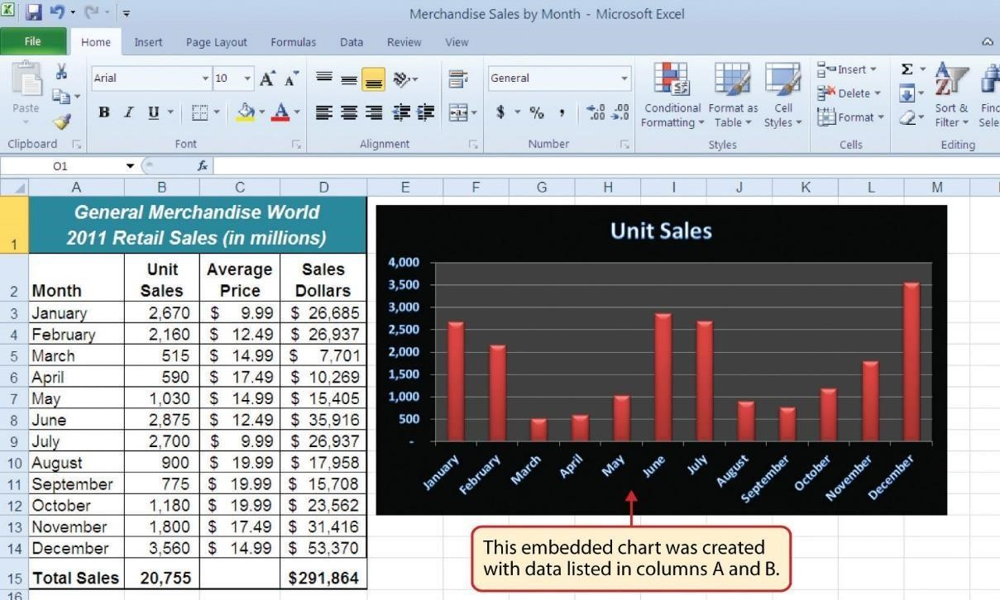 Merchandise Sales by Month - Microsoft Excel
File Home Insert Page Layout Formulas Data Review View
Arial 10 A A General Insert Σ
Paste Conditional Format as Cell Delete Sort &
B I U A $ % , .0 .00 .00 .0 Formatting Table Styles Format Filter
Clipboard Font Alignment Number Styles Cells Editing
O1 fx
A B C D E F G H I J K L M
1 General Merchandise World
2011 Retail Sales (in millions)
2 Month Unit Sales Average Price Sales Dollars
3 January 2,670 $ 9.99 $ 26,685
4 February 2,160 $ 12.49 $ 26,937
5 March 515 $ 14.99 $ 7,701
6 April 590 $ 17.49 $ 10,269
7 May 1,030 $ 14.99 $ 15,405
8 June 2,875 $ 12.49 $ 35,916
9 July 2,700 $ 9.99 $ 26,937
10 August 900 $ 19.99 $ 17,958
11 September 775 $ 19.99 $ 15,708
12 October 1,180 $ 19.99 $ 23,562
13 November 1,800 $ 17.49 $ 31,416
14 December 3,560 $ 14.99 $ 53,370
15 Total Sales 20,755 $291,864
16
Unit Sales
4,000
3,500
3,000
2,500
2,000
1,500
1,000
500
-
January February March April May June July August September October November December
This embedded chart was created
with data listed in columns A and B.